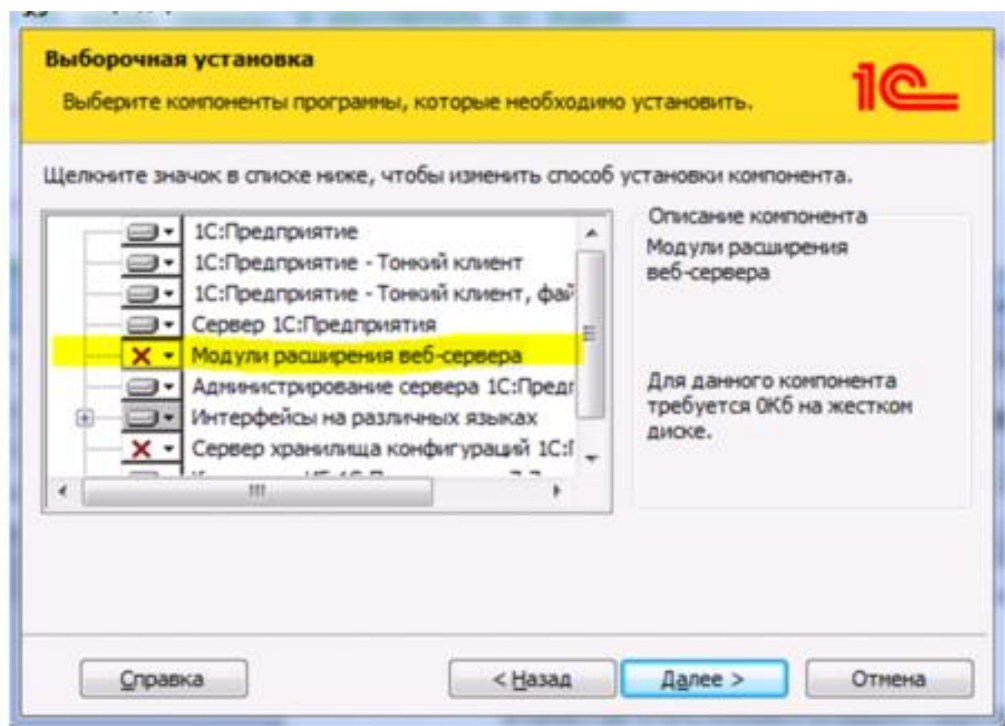 Выборочная установка
Выберите компоненты программы, которые необходимо установить.
1С
Щелкните значок в списке ниже, чтобы изменить способ установки компонента.
1С:Предприятие
1С:Предприятие - Тонкий клиент
1С:Предприятие - Тонкий клиент, фай
Сервер 1С:Предприятия
Модули расширения веб-сервера
Администрирование сервера 1С:Предп
Интерфейсы на различных языках
Сервер хранилища конфигураций 1С:П
Описание компонента
Модули расширения
веб-сервера
Для данного компонента
требуется 0Кб на жестком
диске.
Справка
< Назад
Далее >
Отмена